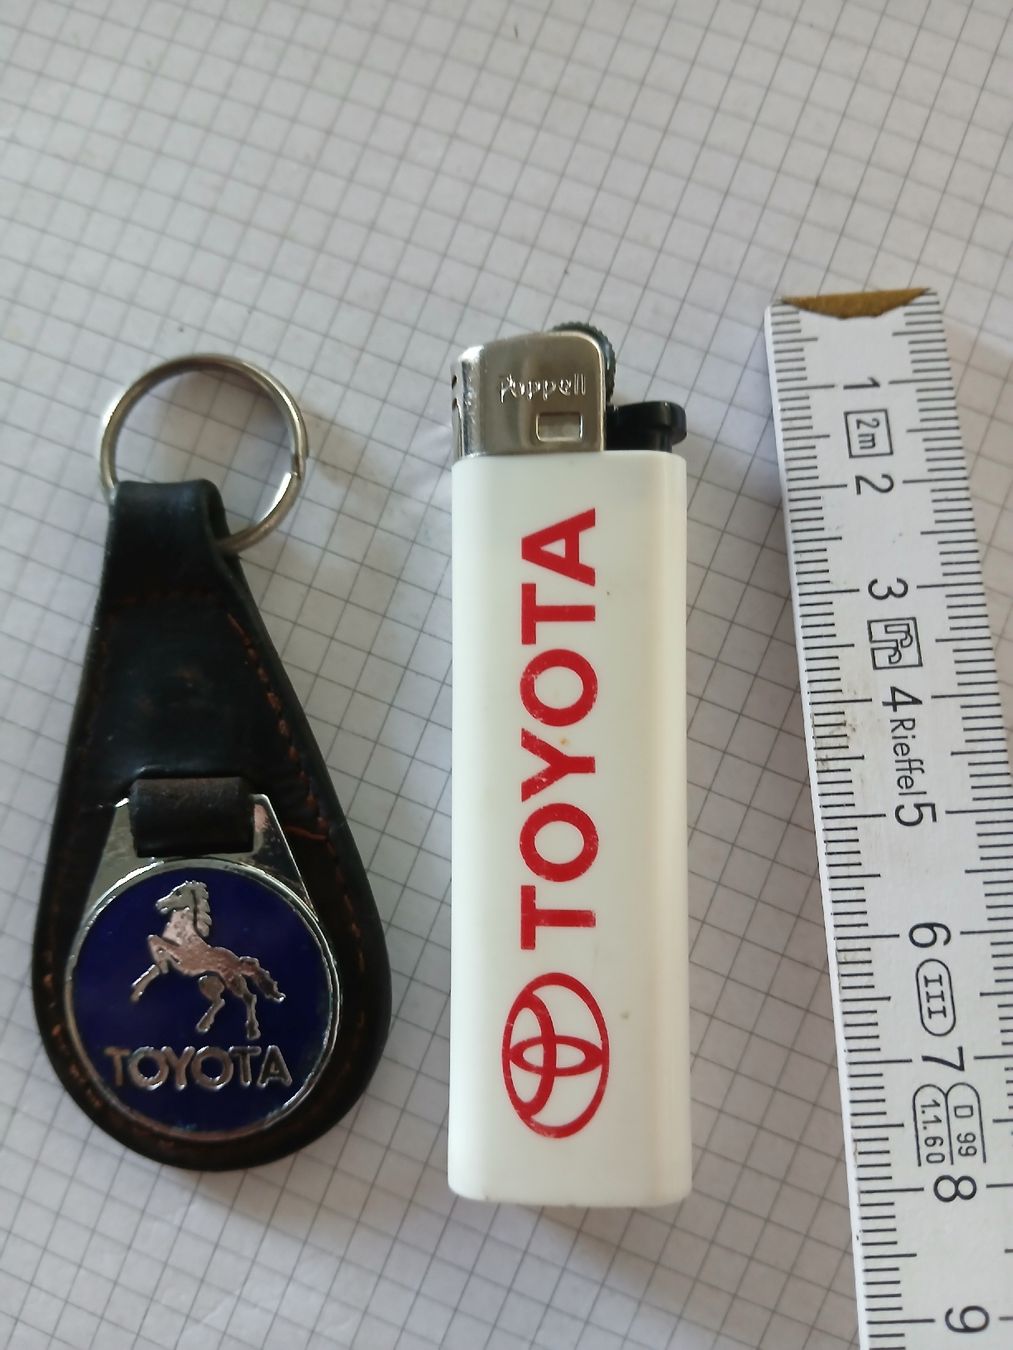 Poppell
TOYOTA
TOYOTA
1
2m
2
3
4
Rieffel
5
6
III
7
D 99
1.1.60
8
9